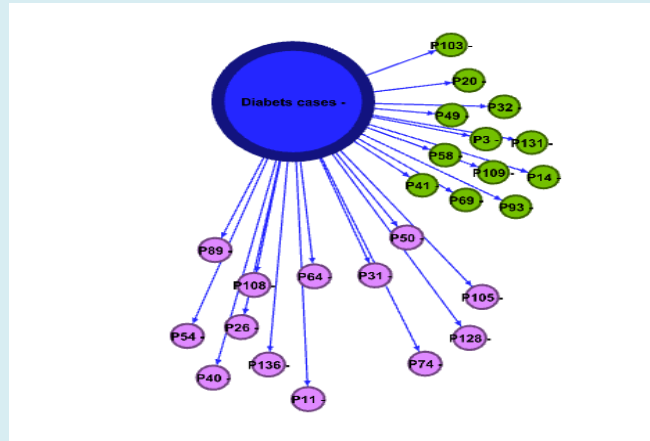 P103 -
P20 -
Diabets cases -
P32 -
P49 -
P3 -
P131 -
P58 -
P109 -
P14 -
P41 -
P69 -
P93 -
P50 -
P89 -
P64 -
P31 -
P108 -
P105 -
P26 -
P54 -
P128 -
P136 -
P74 -
P40 -
P11 -